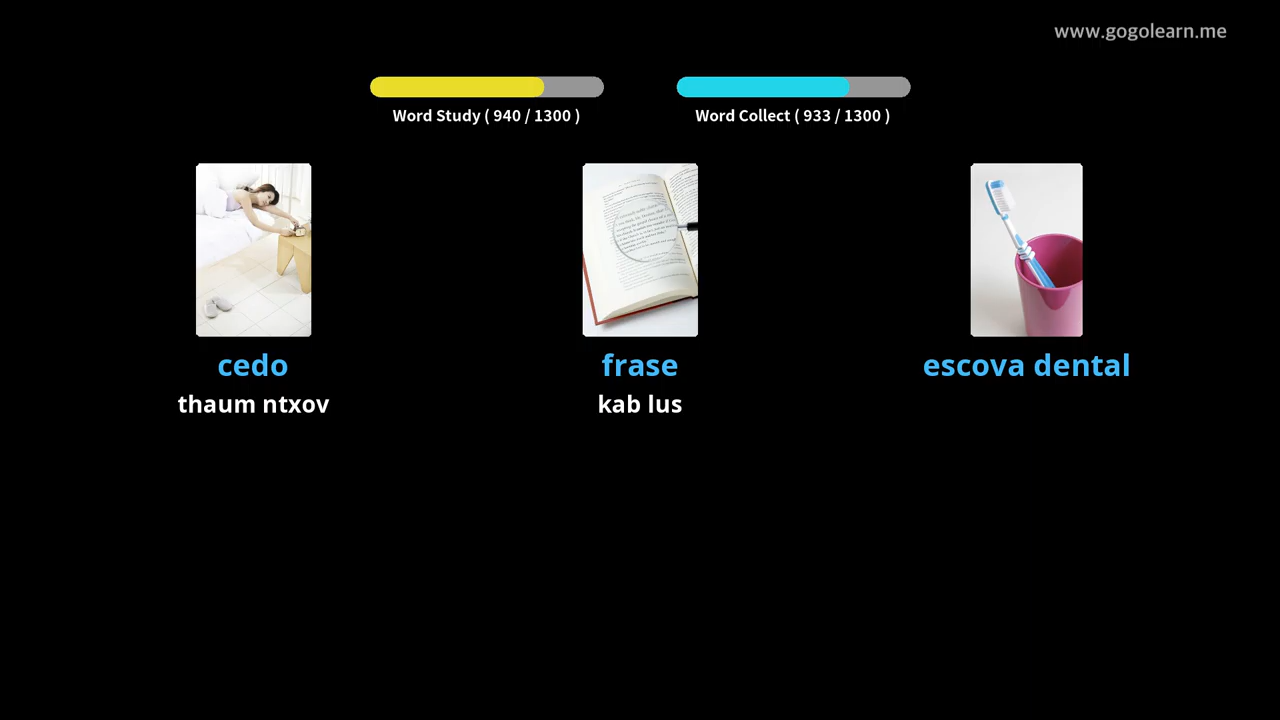 www.gogolearn.me
Word Study ( 940 / 1300 )
Word Collect ( 933 / 1300 )
cedo
thaum ntxov
frase
kab lus
escova dental